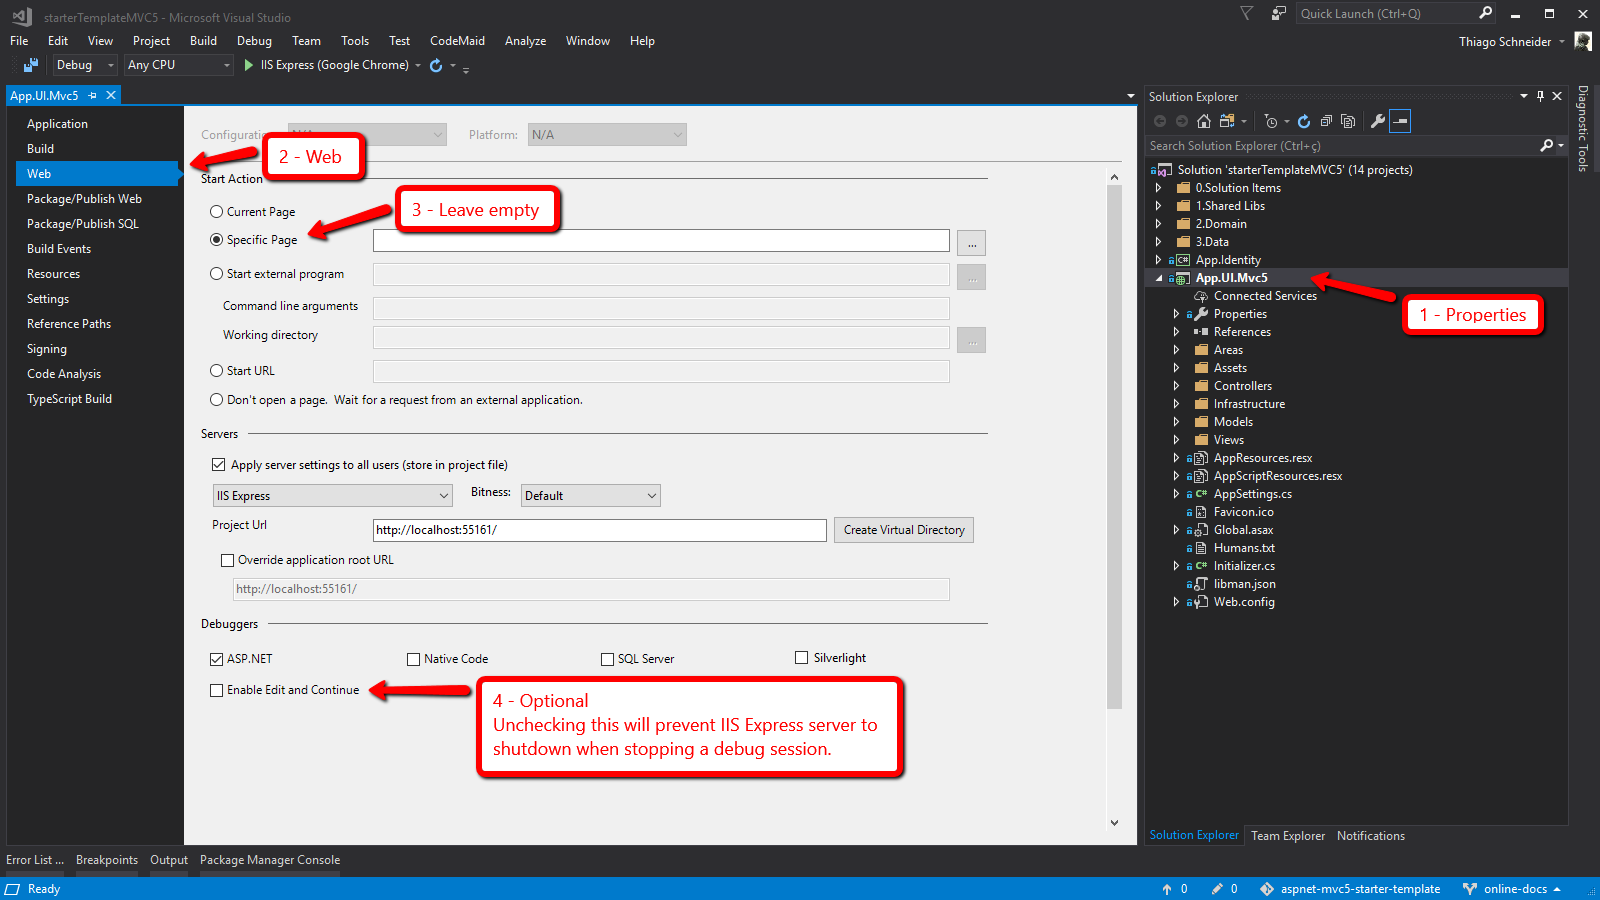 starterTemplateMVC5 - Microsoft Visual Studio
Quick Launch (Ctrl+Q)
File Edit View Project Build Debug Team Tools Test CodeMaid Analyze Window Help
Thiago Schneider
Debug Any CPU IIS Express (Google Chrome)
App.UI.Mvc5
Application
Build
Web
Package/Publish Web
Package/Publish SQL
Build Events
Resources
Settings
Reference Paths
Signing
Code Analysis
TypeScript Build
Platform: N/A
2 - Web
Start Action
Current Page
3 - Leave empty
Specific Page
...
Start external program
...
Command line arguments
Working directory
...
Start URL
Don't open a page. Wait for a request from an external application.
Servers
Apply server settings to all users (store in project file)
IIS Express Bitness: Default
Project Url http://localhost:55161/ Create Virtual Directory
Override application root URL
http://localhost:55161/
Debuggers
ASP.NET Native Code SQL Server Silverlight
Enable Edit and Continue
4 - Optional
Unchecking this will prevent IIS Express server to
shutdown when stopping a debug session.
Solution Explorer
Search Solution Explorer (Ctrl+ç)
Solution 'starterTemplateMVC5' (14 projects)
0.Solution Items
1.Shared Libs
2.Domain
3.Data
App.Identity
App.UI.Mvc5
1 - Properties
Connected Services
Properties
References
Areas
Assets
Controllers
Infrastructure
Models
Views
AppResources.resx
AppScriptResources.resx
AppSettings.cs
Favicon.ico
Global.asax
Humans.txt
Initializer.cs
libman.json
Web.config
Solution Explorer Team Explorer Notifications
Diagnostic Tools
Error List ... Breakpoints Output Package Manager Console
Ready 0 0 aspnet-mvc5-starter-template online-docs